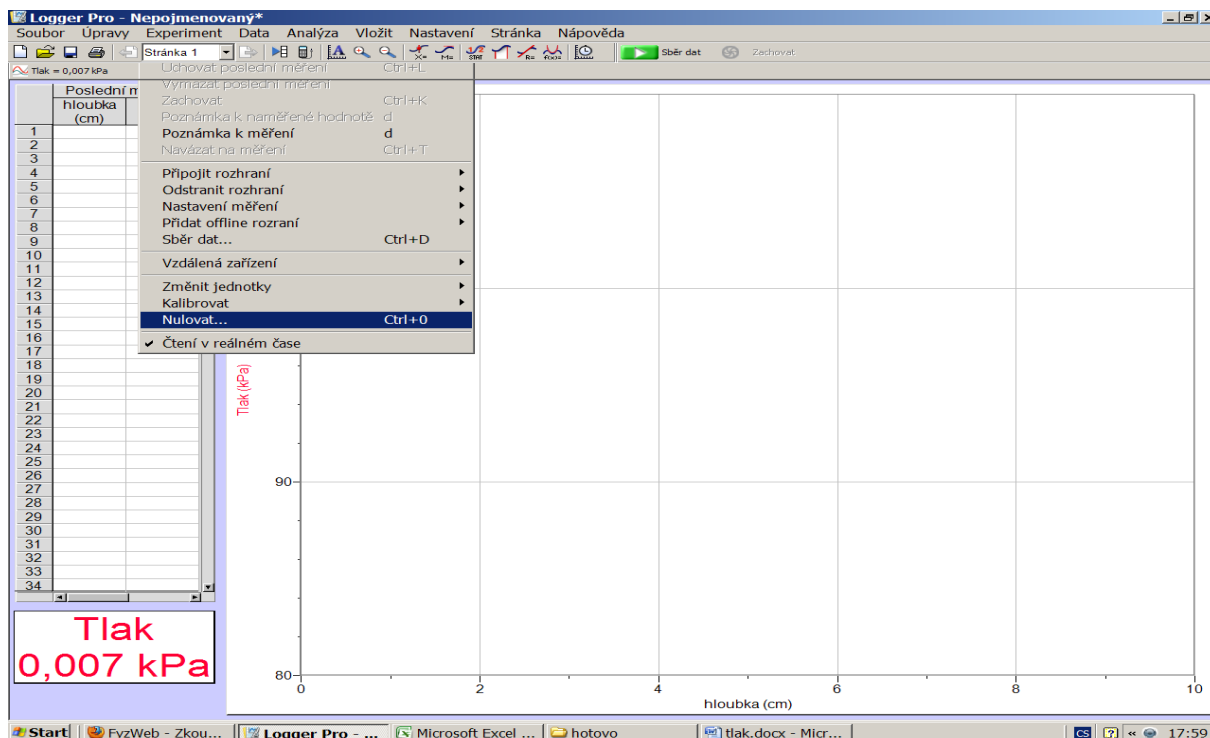 Logger Pro - Nepojmenovaný*
Soubor Úpravy Experiment Data Analýza Vložit Nastavení Stránka Nápověda
Stránka 1 Sběr dat Zachovat
Tlak = 0,007 kPa
Uchovat poslední měření Ctrl+L
Vymazat poslední měření
Zachovat Ctrl+K
Poznámka k naměřené hodnotě d
Poznámka k měření d
Navázat na měření Ctrl+T
Připojit rozhraní
Odstranit rozhraní
Nastavení měření
Přidat offline rozraní
Sběr dat... Ctrl+D
Vzdálená zařízení
Změnit jednotky
Kalibrovat
Nulovat... Ctrl+0
Čtení v reálném čase
Poslední m
hloubka
(cm)
1
2
3
4
5
6
7
8
9
10
11
12
13
14
15
16
17
18
19
20
21
22
23
24
25
26
27
28
29
30
31
32
33
34
Tlak
0,007 kPa
Tlak (kPa)
90
80
0 2 4 6 8 10
hloubka (cm)
Start FyzWeb - Zkou... Logger Pro - ... Microsoft Excel ... hotovo tlak.docx - Micr... CS 17:59